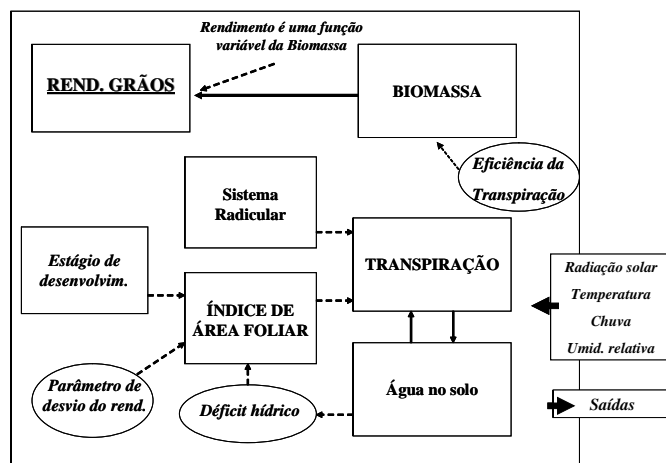 Rendimento é uma função
variável da Biomassa
REND. GRÃOS
BIOMASSA
Eficiência da
Transpiração
Sistema
Radicular
Estágio de
desenvolvim.
TRANSPIRAÇÃO
Radiação solar
Temperatura
Chuva
Umid. relativa
ÍNDICE DE
ÁREA FOLIAR
Parâmetro de
desvio do rend.
Déficit hídrico
Água no solo
Saídas